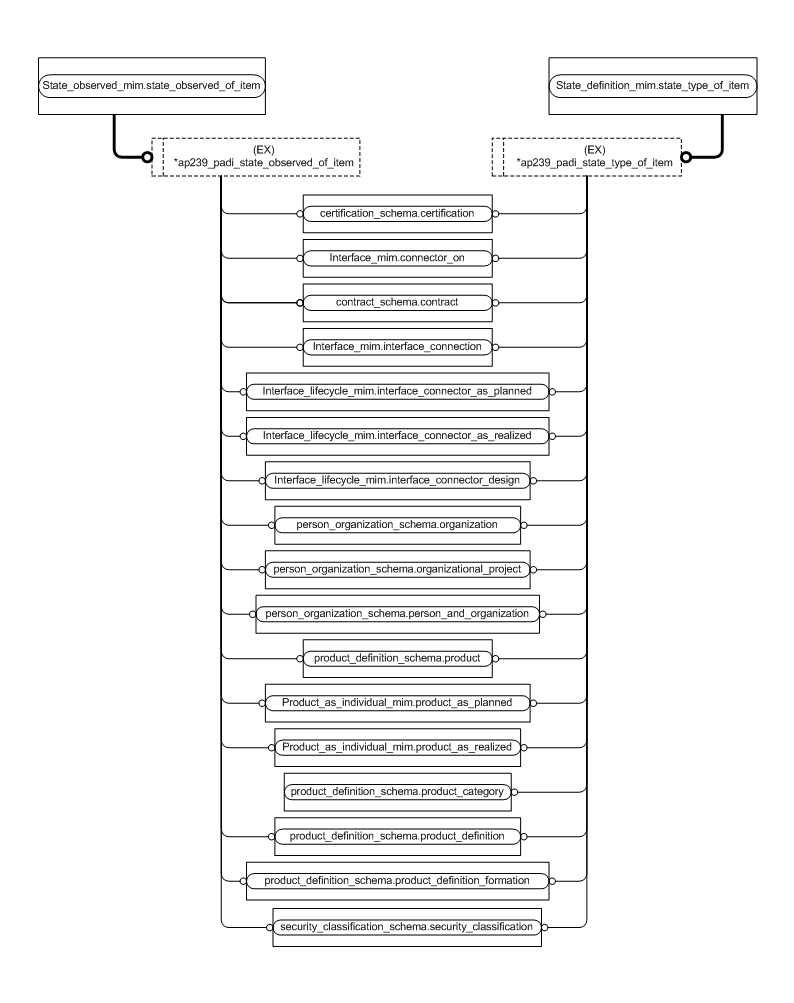 State_observed_mim.state_observed_of_item
State_definition_mim.state_type_of_item
(EX)
*ap239_padi_state_observed_of_item
(EX)
*ap239_padi_state_type_of_item
certification_schema.certification
Interface_mim.connector_on
contract_schema.contract
Interface_mim.interface_connection
Interface_lifecycle_mim.interface_connector_as_planned
Interface_lifecycle_mim.interface_connector_as_realized
Interface_lifecycle_mim.interface_connector_design
person_organization_schema.organization
person_organization_schema.organizational_project
person_organization_schema.person_and_organization
product_definition_schema.product
Product_as_individual_mim.product_as_planned
Product_as_individual_mim.product_as_realized
product_definition_schema.product_category
product_definition_schema.product_definition
product_definition_schema.product_definition_formation
security_classification_schema.security_classification